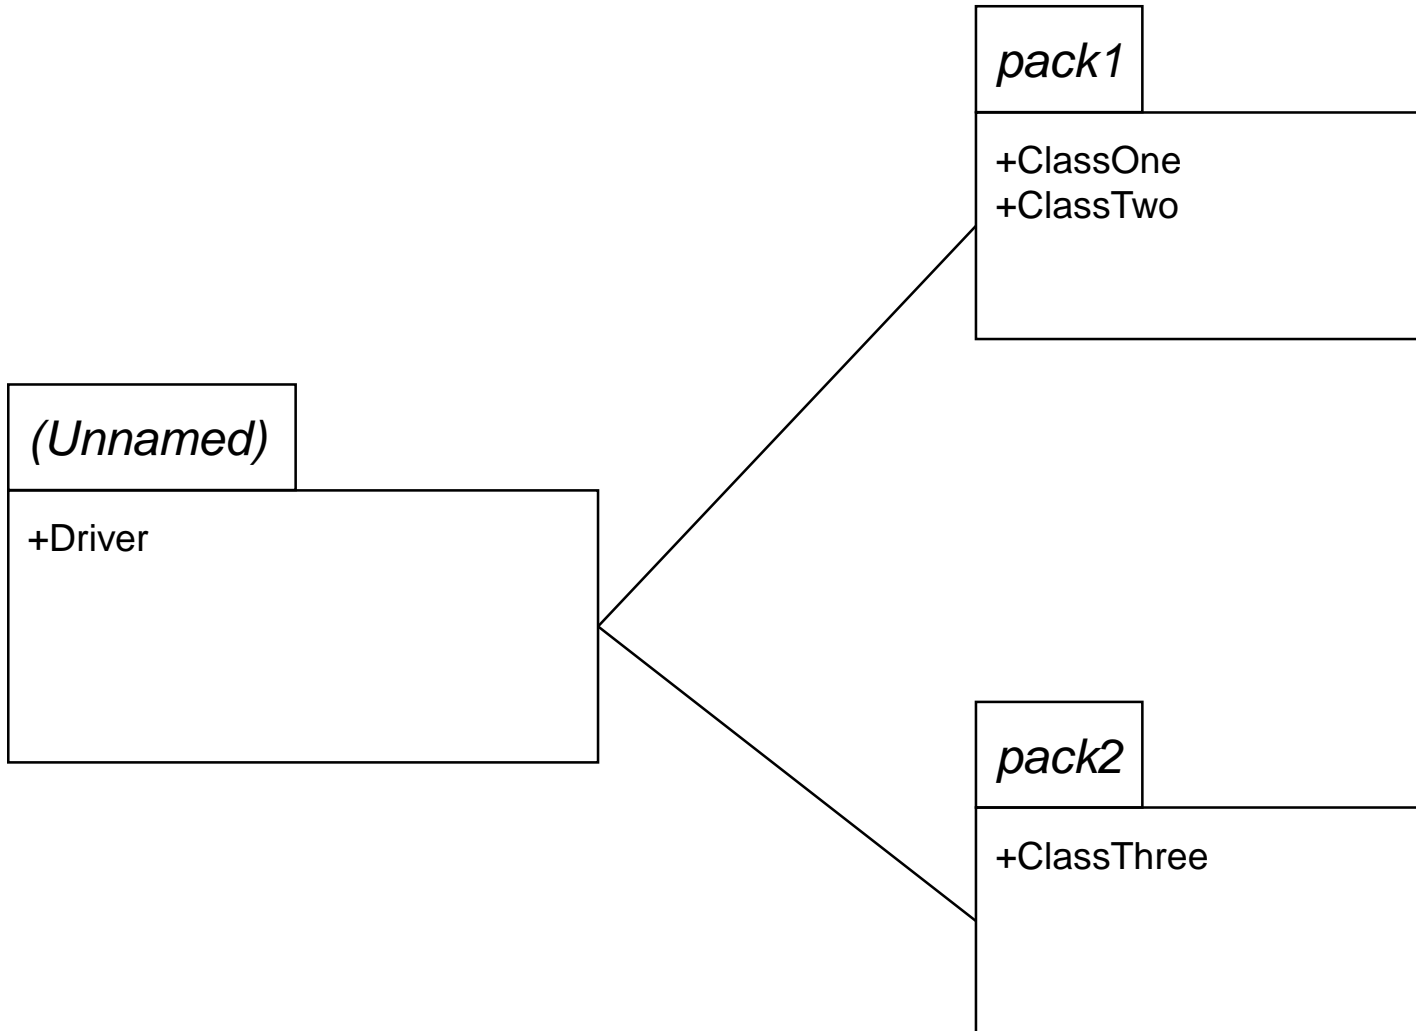 pack1
+ClassOne
+ClassTwo
(Unnamed)
+Driver
pack2
+ClassThree